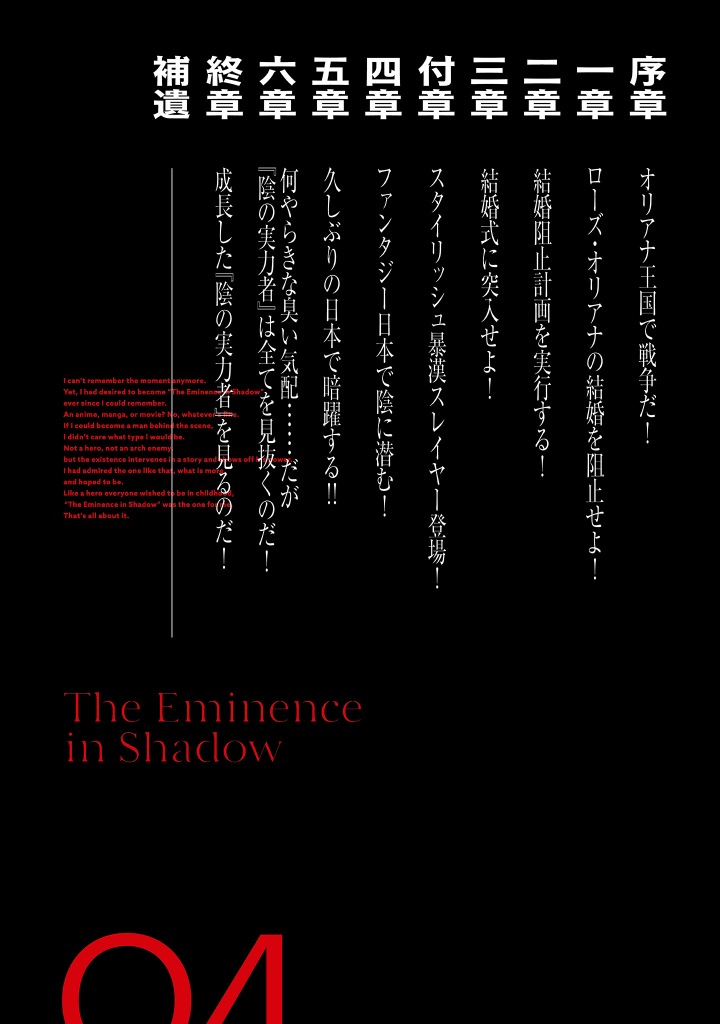 序章
オリアナ王国で戦争だ！
一章
ローズ・オリアナの結婚を阻止せよ！
二章
結婚阻止計画を実行する！
三章
結婚式に突入せよ！
付章
スタイリッシュ暴漢スレイヤー登場！
四章
ファンタジー日本で陰に潜む！
五章
久しぶりの日本で暗躍する!!
六章
何やらきな臭い気配……だが
『陰の実力者』は全てを見抜くのだ！
終章
成長した『陰の実力者』を見るのだ！
補遺
I can't remember the moment anymore.
Yet, I had desired to become "The Eminence in Shadow"
ever since I could remember.
An anime, manga, or movie? No, whatever's fine.
If I could become a man behind the scene,
I didn't care what type I would be.
Not a hero, not an arch enemy,
but the existence intervenes in a story and shows off his power.
I had admired the one like that, what is more,
and hoped to be.
Like a hero everyone wished to be in childhood,
"The Eminence in Shadow" was the one for me.
That's all about it.
The Eminence
in Shadow
04